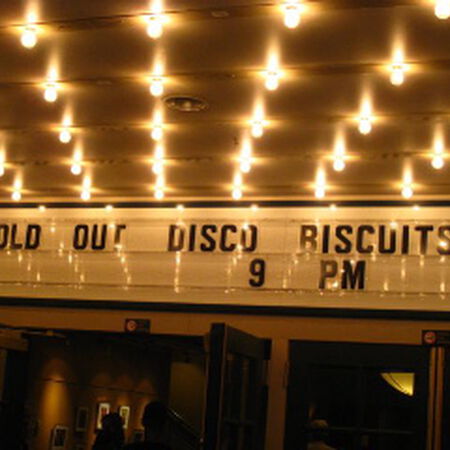 OLD OUT DISCO BISCUITS
9 PM